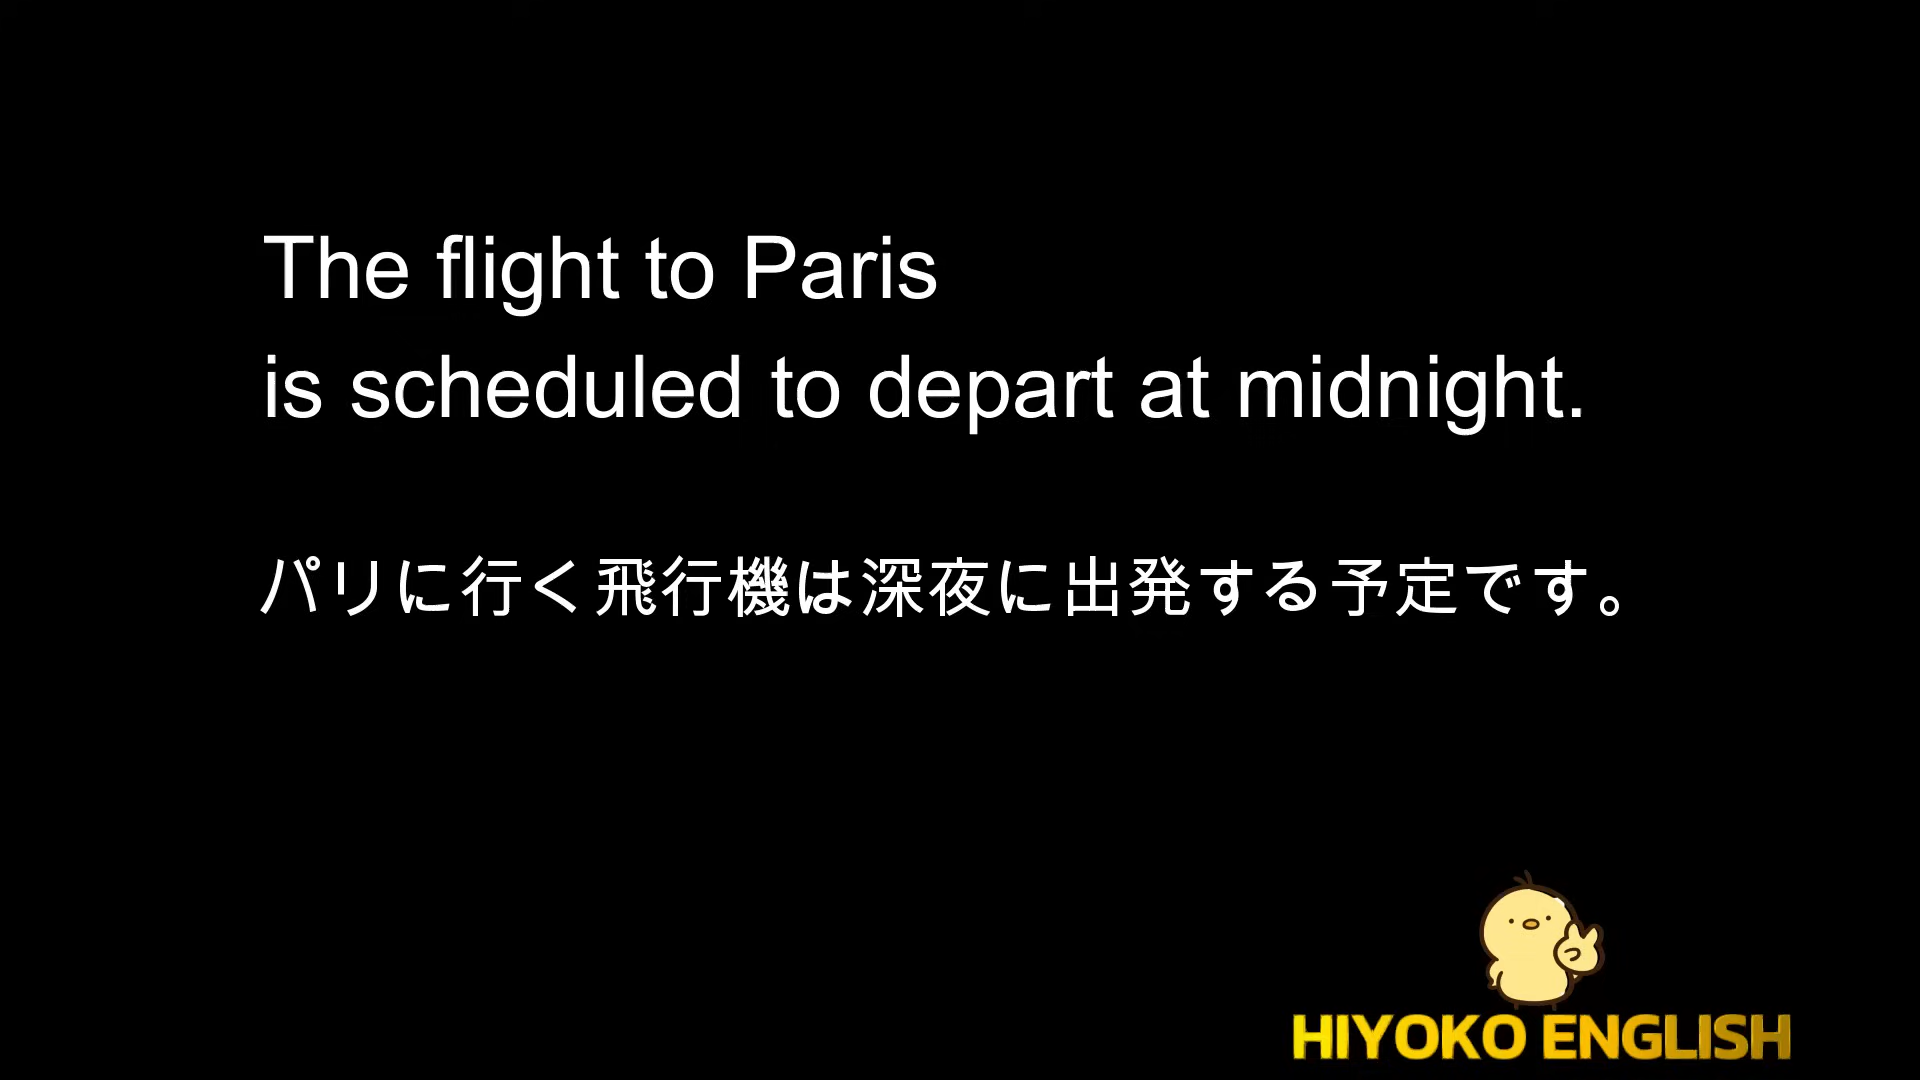 The flight to Paris
is scheduled to depart at midnight.
パリに行く飛行機は深夜に出発する予定です。
HIYOKO ENGLISH